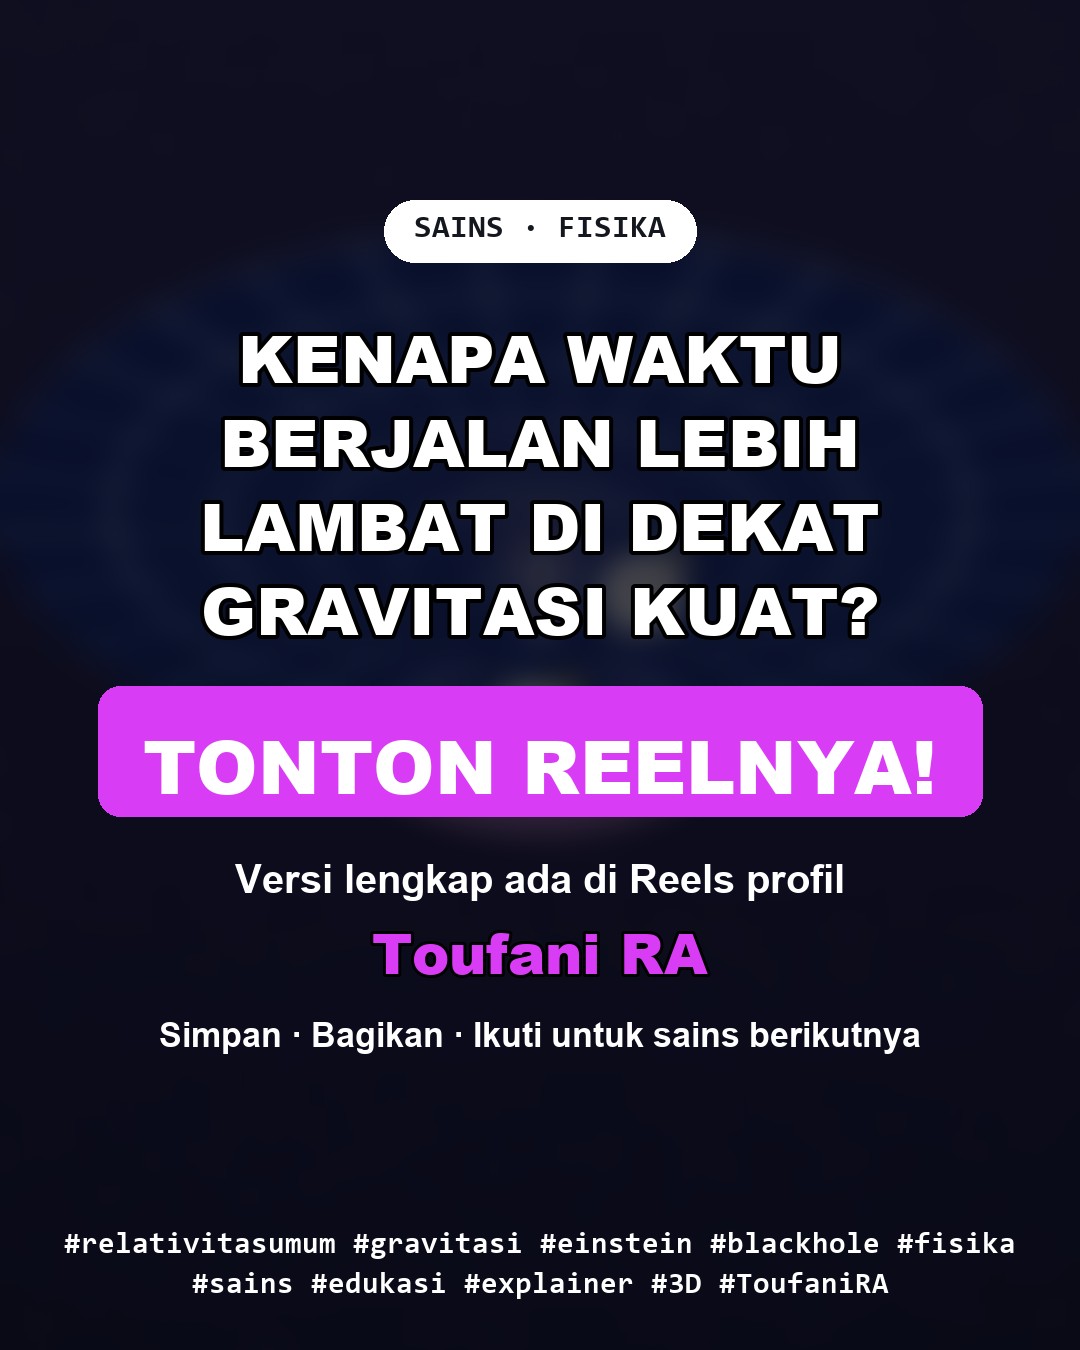 SAINS · FISIKA
KENAPA WAKTU
BERJALAN LEBIH
LAMBAT DI DEKAT
GRAVITASI KUAT?
TONTON REELNYA!
Versi lengkap ada di Reels profil
Toufani RA
Simpan · Bagikan · Ikuti untuk sains berikutnya
#relativitasumum #gravitasi #einstein #blackhole #fisika
#sains #edukasi #explainer #3D #ToufaniRA